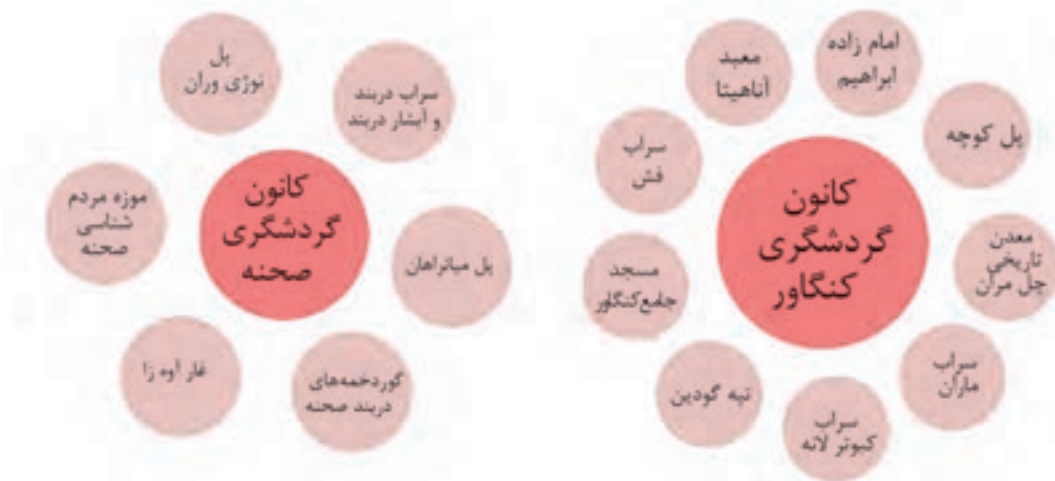 امام زاده
ابراهیم
پل کوچه
معدن
تاریخی
چل مران
سراب
ماران
سراب
کبوتر لانه
تپه گودین
مسجد
جامع کنگاور
سراب
فش
معبد
آناهیتا
کانون
گردشگری
کنگاور
سراب دربند
و آبشار دربند
پل میانراهان
گوردخمه‌های
دربند صحنه
غار آوه زا
موزه مردم
شناسی
صحنه
پل
نوژی وران
کانون
گردشگری
صحنه